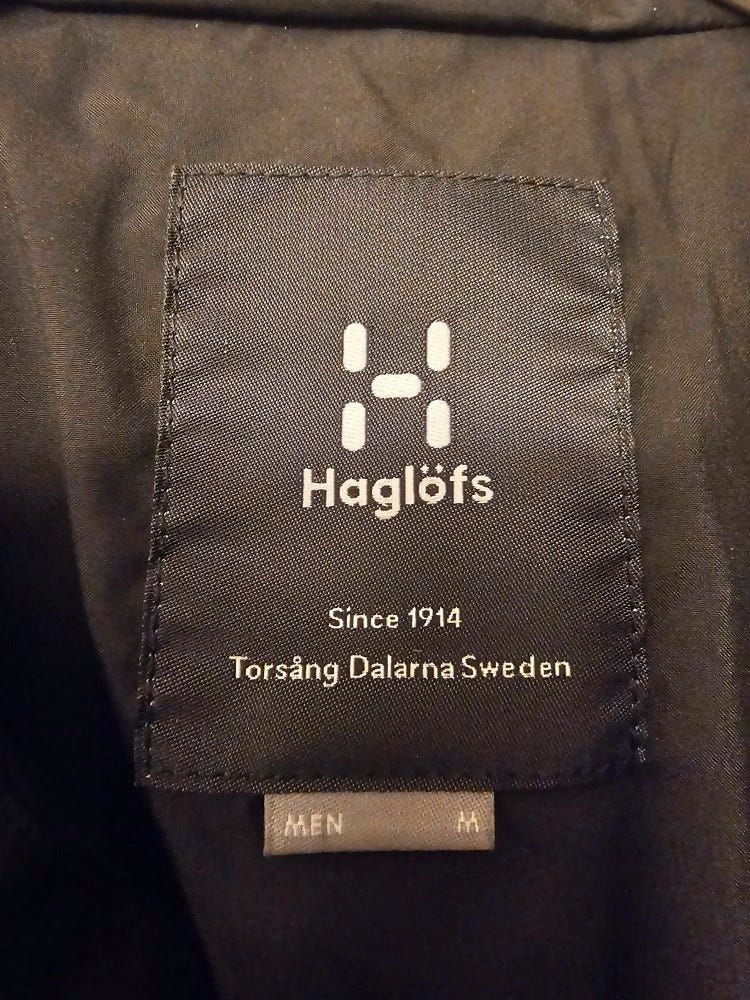 Haglöfs
Since 1914
Torsång Dalarna Sweden
MEN M